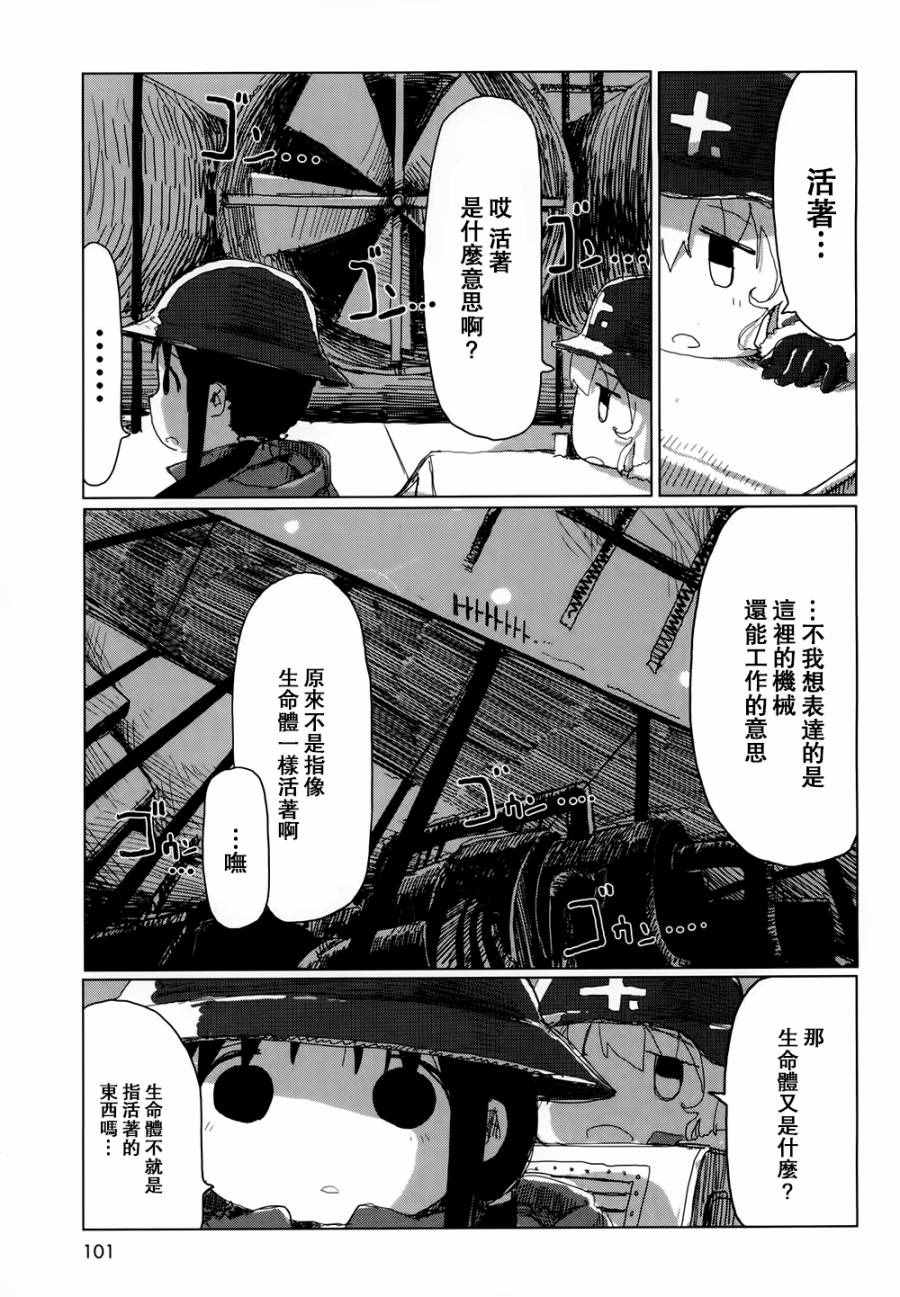 活著…
哎 活著
是什麼意思啊？
……
ゴゥン…
ゴゥン…
ゴゥン…
…不我想表達的是
這裡的機械
還能工作的意思
原來不是指像
生命體一樣活著啊
…嘸
ゴゥン…
ゴゥン…
ゴゥン…
那
生命體又是什麼？
生命體不就是
指活著的
東西嗎…
101